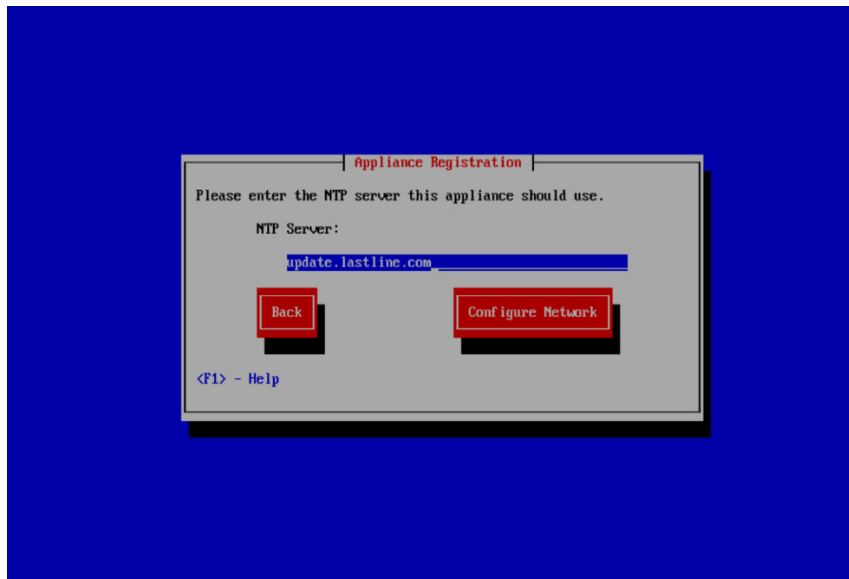 Appliance Registration
Please enter the NTP server this appliance should use.
NTP Server:
update.lastline.com
Back
Configure Network
<F1> - Help